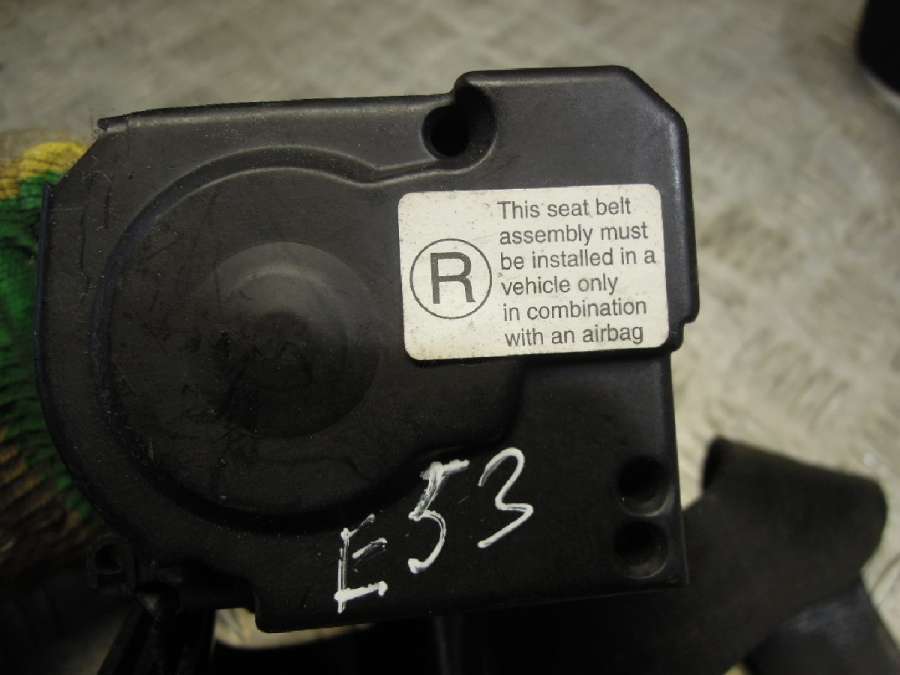 R
This seat belt
assembly must
be installed in a
vehicle only
in combination
with an airbag
E53